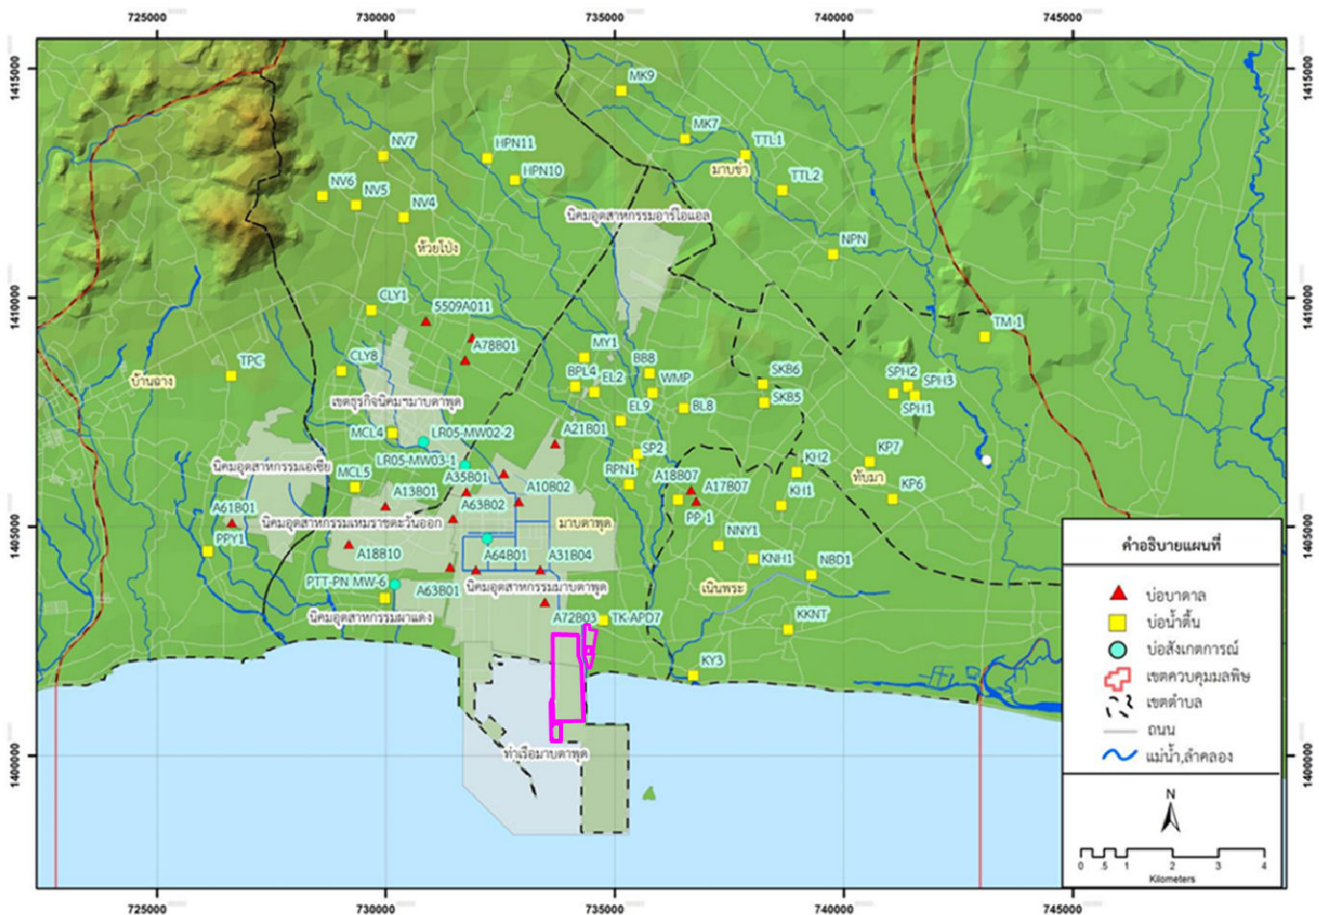 725000
730000
735000
740000
745000
1415000
1415000
MK9
MK7
TTL1
NV7
HPN11
HPN10
มาบข่า
TTL2
NV6
NV5
NV4
นิคมอุตสาหกรรมอาร์ไอแอล
ห้วยโป่ง
NPN
1410000
1410000
CLY1
5509A011
TM-1
A78B01
MY1
TPC
CLY8
BB8
BPL4
EL2
WMP
SKB6
SPH2
SPH3
บ้านฉาง
SKB5
SPH1
เขตธุรกิจนิคมฯมาบตาพุด
EL9
BL8
MCL4
LR05-MW02-2
A21B01
SP2
KP7
LR05-MW03-1
KH2
นิคมอุตสาหกรรมเอเซีย
MCL5
A35B01
RPN1
A18B07
A17B07
ทับมา
A13B01
A10B02
KH1
KP6
A61B01
A63B02
PP-1
นิคมอุตสาหกรรมเหมราชตะวันออก
มาบตาพุด
1405000
1405000
NNY1
PPY1
A18B10
A64B01
A31B04
KNH1
NBD1
PTT-PN MW-6
A63B01
นิคมอุตสาหกรรมมาบตาพุด
เนินพระ
นิคมอุตสาหกรรมผาแดง
A72B03
TK-APD7
KKNT
KY3
ท่าเรือมาบตาพุด
1400000
1400000
คำอธิบายแผนที่
บ่อบาดาล
บ่อน้ำตื้น
บ่อสังเกตการณ์
เขตควบคุมมลพิษ
เขตตำบล
ถนน
แม่น้ำ,ลำคลอง
N
0 .5 1 2 3 4
Kilometers
725000
730000
735000
740000
745000